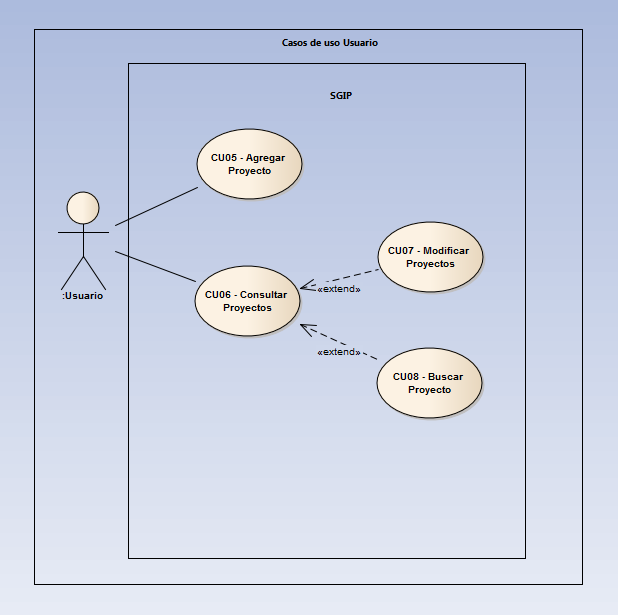 Casos de uso Usuario
SGIP
CU05 - Agregar
Proyecto
CU07 - Modificar
Proyectos
:Usuario
CU06 - Consultar
Proyectos
«extend»
«extend»
CU08 - Buscar
Proyecto